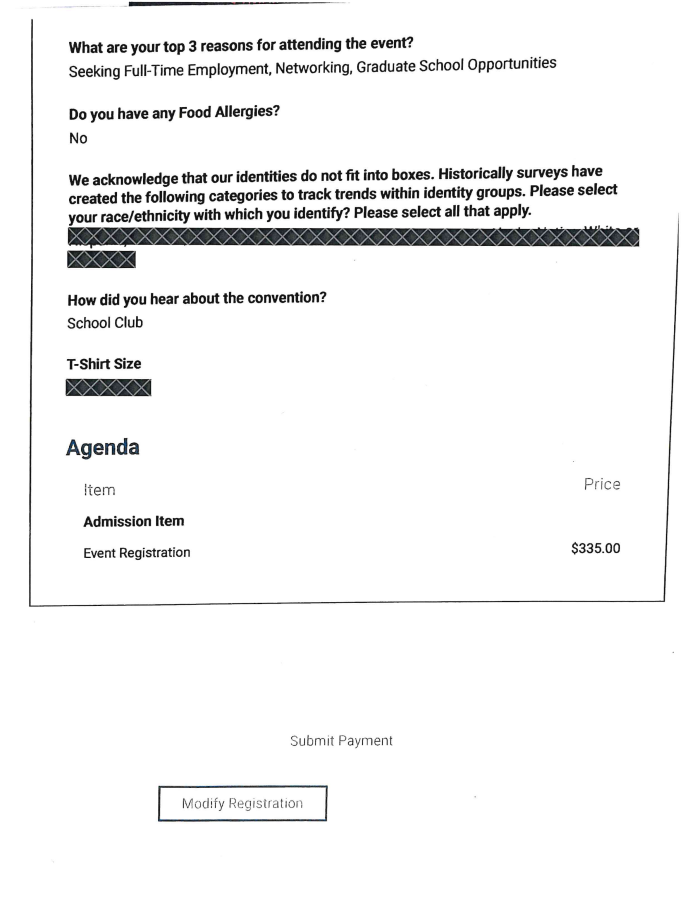 What are your top 3 reasons for attending the event?
Seeking Full-Time Employment, Networking, Graduate School Opportunities
Do you have any Food Allergies?
No
We acknowledge that our identities do not fit into boxes. Historically surveys have
created the following categories to track trends within identity groups. Please select
your race/ethnicity with which you identify? Please select all that apply.
How did you hear about the convention?
School Club
T-Shirt Size
Agenda
Item Price
Admission Item
Event Registration $335.00
Submit Payment
Modify Registration